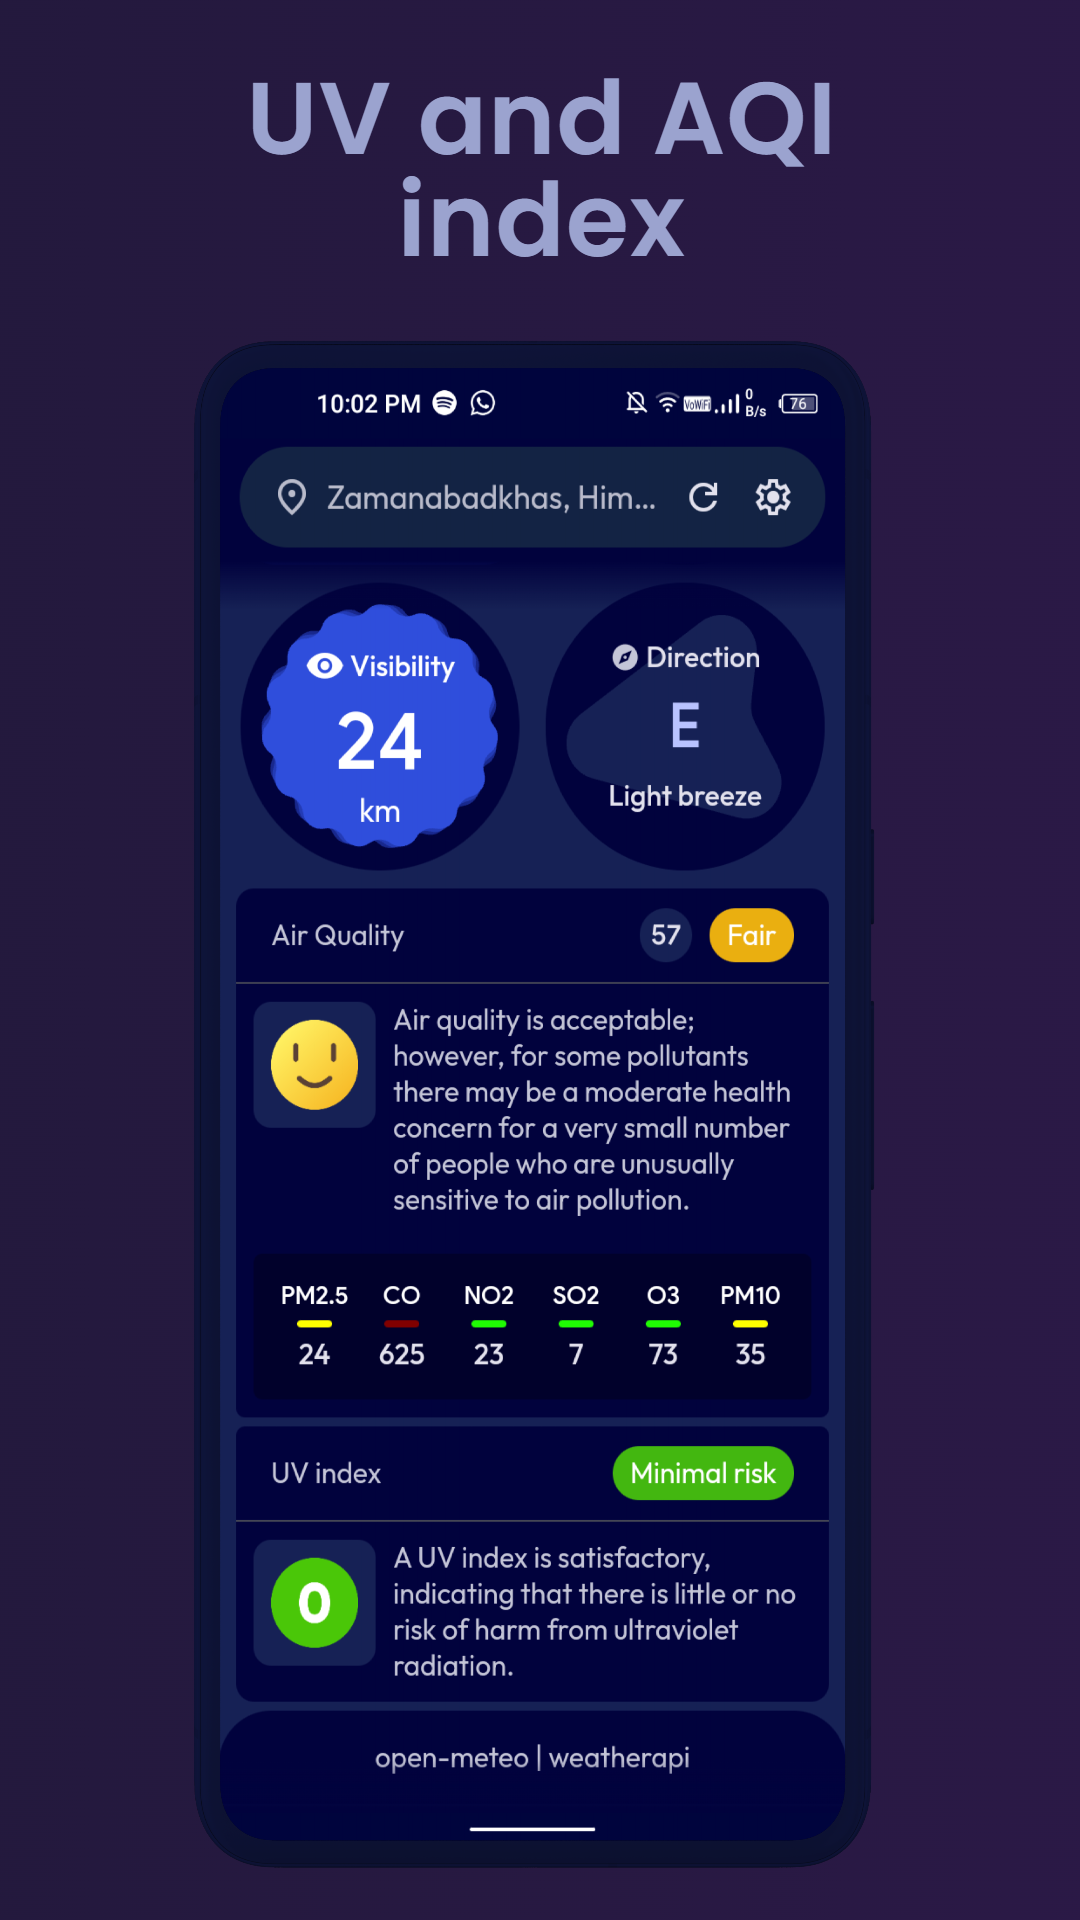 UV and AQI
index
10:02 PM
VoWiFi
0
B/s
76
Zamanabadkhas, Him...
Visibility
24
km
Direction
E
Light breeze
Air Quality
57
Fair
Air quality is acceptable;
however, for some pollutants
there may be a moderate health
concern for a very small number
of people who are unusually
sensitive to air pollution.
PM2.5 CO NO2 SO2 O3 PM10
24 625 23 7 73 35
UV index
Minimal risk
0
A UV index is satisfactory,
indicating that there is little or no
risk of harm from ultraviolet
radiation.
open-meteo | weatherapi